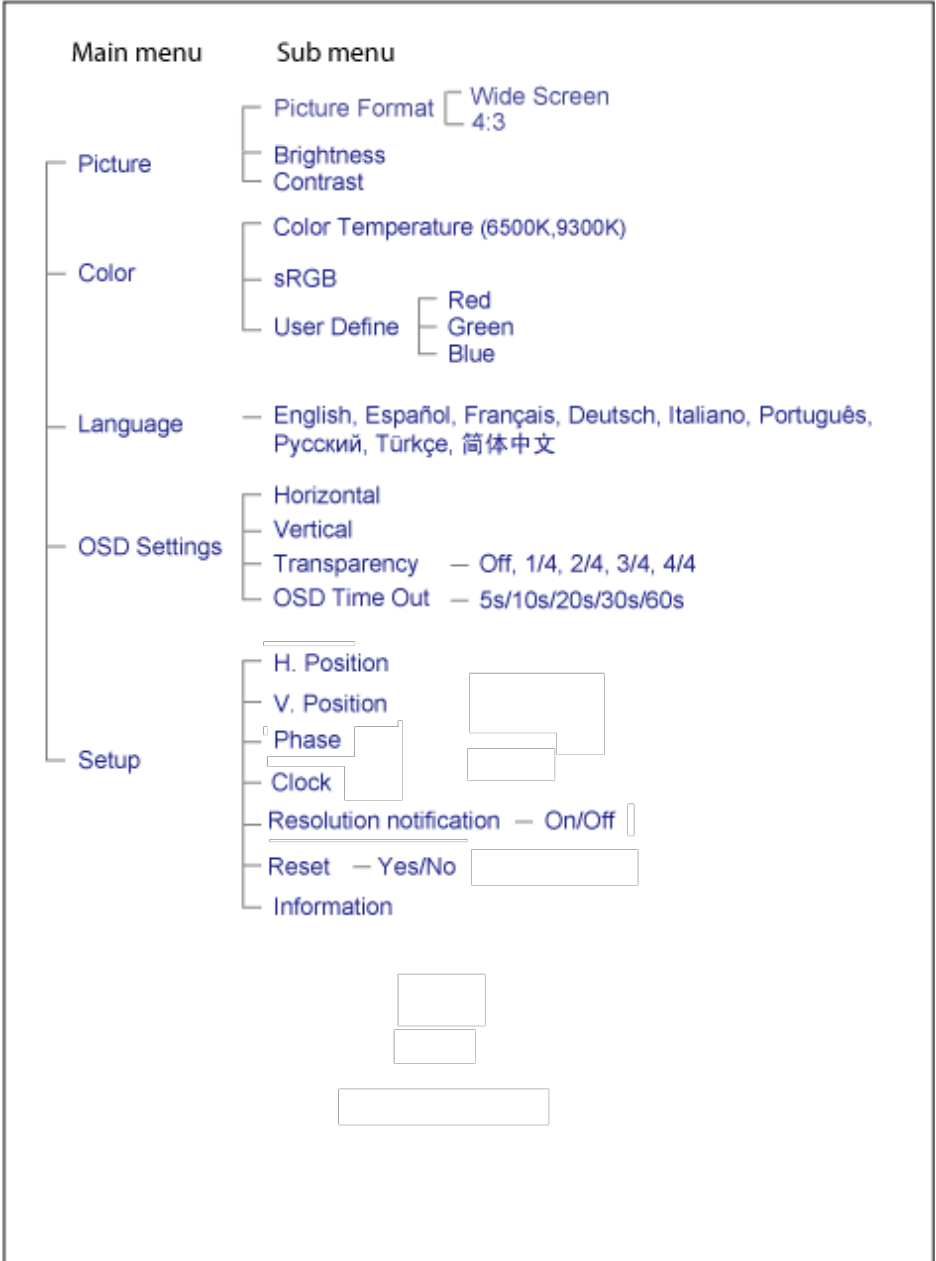 Main menu Sub menu
Picture Format Wide Screen
4:3
Picture Brightness
Contrast
Color Temperature (6500K,9300K)
Color sRGB
Red
User Define Green
Blue
Language English, Español, Français, Deutsch, Italiano, Português,
Русский, Türkçe, 简体中文
Horizontal
Vertical
OSD Settings
Transparency — Off, 1/4, 2/4, 3/4, 4/4
OSD Time Out — 5s/10s/20s/30s/60s
H. Position
V. Position
Phase
Setup
Clock
Resolution notification — On/Off
Reset — Yes/No
Information